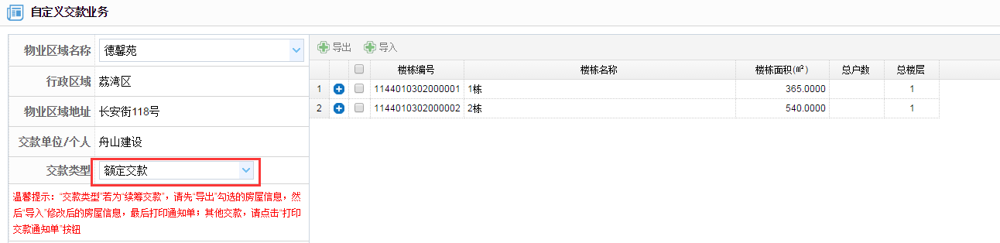 自定义交款业务
物业区域名称 德馨苑
行政区域 荔湾区
物业区域地址 长安街118号
交款单位/个人 舟山建设
交款类型 额定交款
温馨提示：“交款类型”若为“续筹交款”，请先“导出”勾选的房屋信息，然
后“导入”修改后的房屋信息，最后打印通知单；其他交款，请点击“打印
交款通知单”按钮
导出 导入
楼栋编号 楼栋名称 楼栋面积(㎡) 总户数 总楼层
1 1144010302000001 1栋 365.0000 1
2 1144010302000002 2栋 540.0000 1